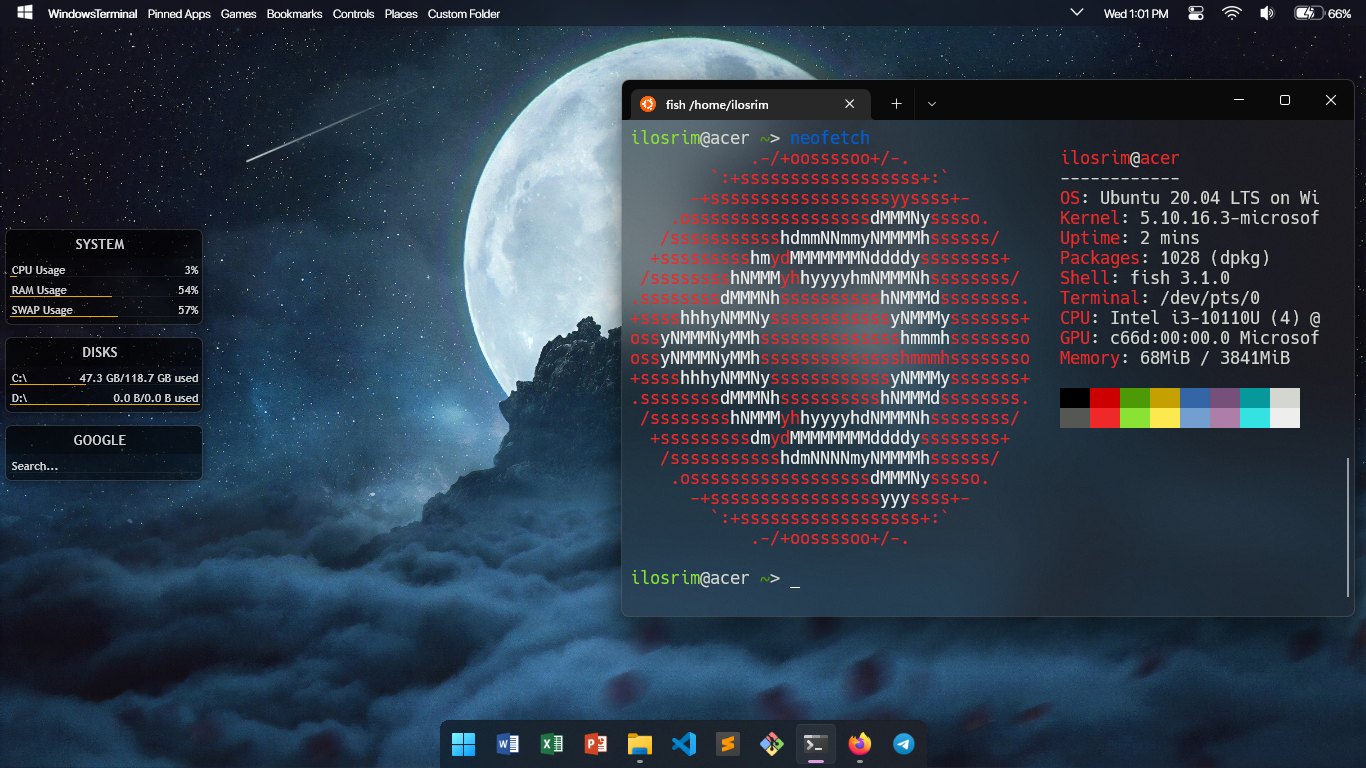 WindowsTerminal Pinned Apps Games Bookmarks Controls Places Custom Folder Wed 1:01 PM 66%
SYSTEM
CPU Usage 3%
RAM Usage 54%
SWAP Usage 57%
DISKS
C:\ 47.3 GB/118.7 GB used
D:\ 0.0 B/0.0 B used
GOOGLE
Search...
fish /home/ilosrim
ilosrim@acer ~> neofetch
.-/+oossssoo+/-.
`:+ssssssssssssssssss+:`
-+ssssssssssssssssssyyssss+-
.ossssssssssssssssssdMMMNysssso.
/ssssssssssshdmmNNmmyNMMMMhssssss/
+ssssssssshmydMMMMMMMNddddyssssssss+
/sssssssshNMMMyhhyyyyhmNMMMNhssssssss/
.ssssssssdMMMNhsssssssssshNMMMdssssssss.
+sssshhhyNMMNyssssssssssssyNMMMysssssss+
ossyNMMMNyMMhsssssssssssssshmmmhssssssso
ossyNMMMNyMMhsssssssssssssshmmmhssssssso
+sssshhhyNMMNyssssssssssssyNMMMysssssss+
.ssssssssdMMMNhsssssssssshNMMMdssssssss.
/sssssssshNMMMyhhyyyyhdNMMMNhssssssss/
+sssssssssdmydMMMMMMMMddddyssssssss+
/ssssssssssshdmNNNNmyNMMMMhssssss/
.ossssssssssssssssssdMMMNysssso.
-+sssssssssssssssssyyyssss+-
`:+ssssssssssssssssss+:`
.-/+oossssoo+/-.
ilosrim@acer
------------
OS: Ubuntu 20.04 LTS on Wi
Kernel: 5.10.16.3-microsof
Uptime: 2 mins
Packages: 1028 (dpkg)
Shell: fish 3.1.0
Terminal: /dev/pts/0
CPU: Intel i3-10110U (4) @
GPU: c66d:00:00.0 Microsof
Memory: 68MiB / 3841MiB
ilosrim@acer ~> _